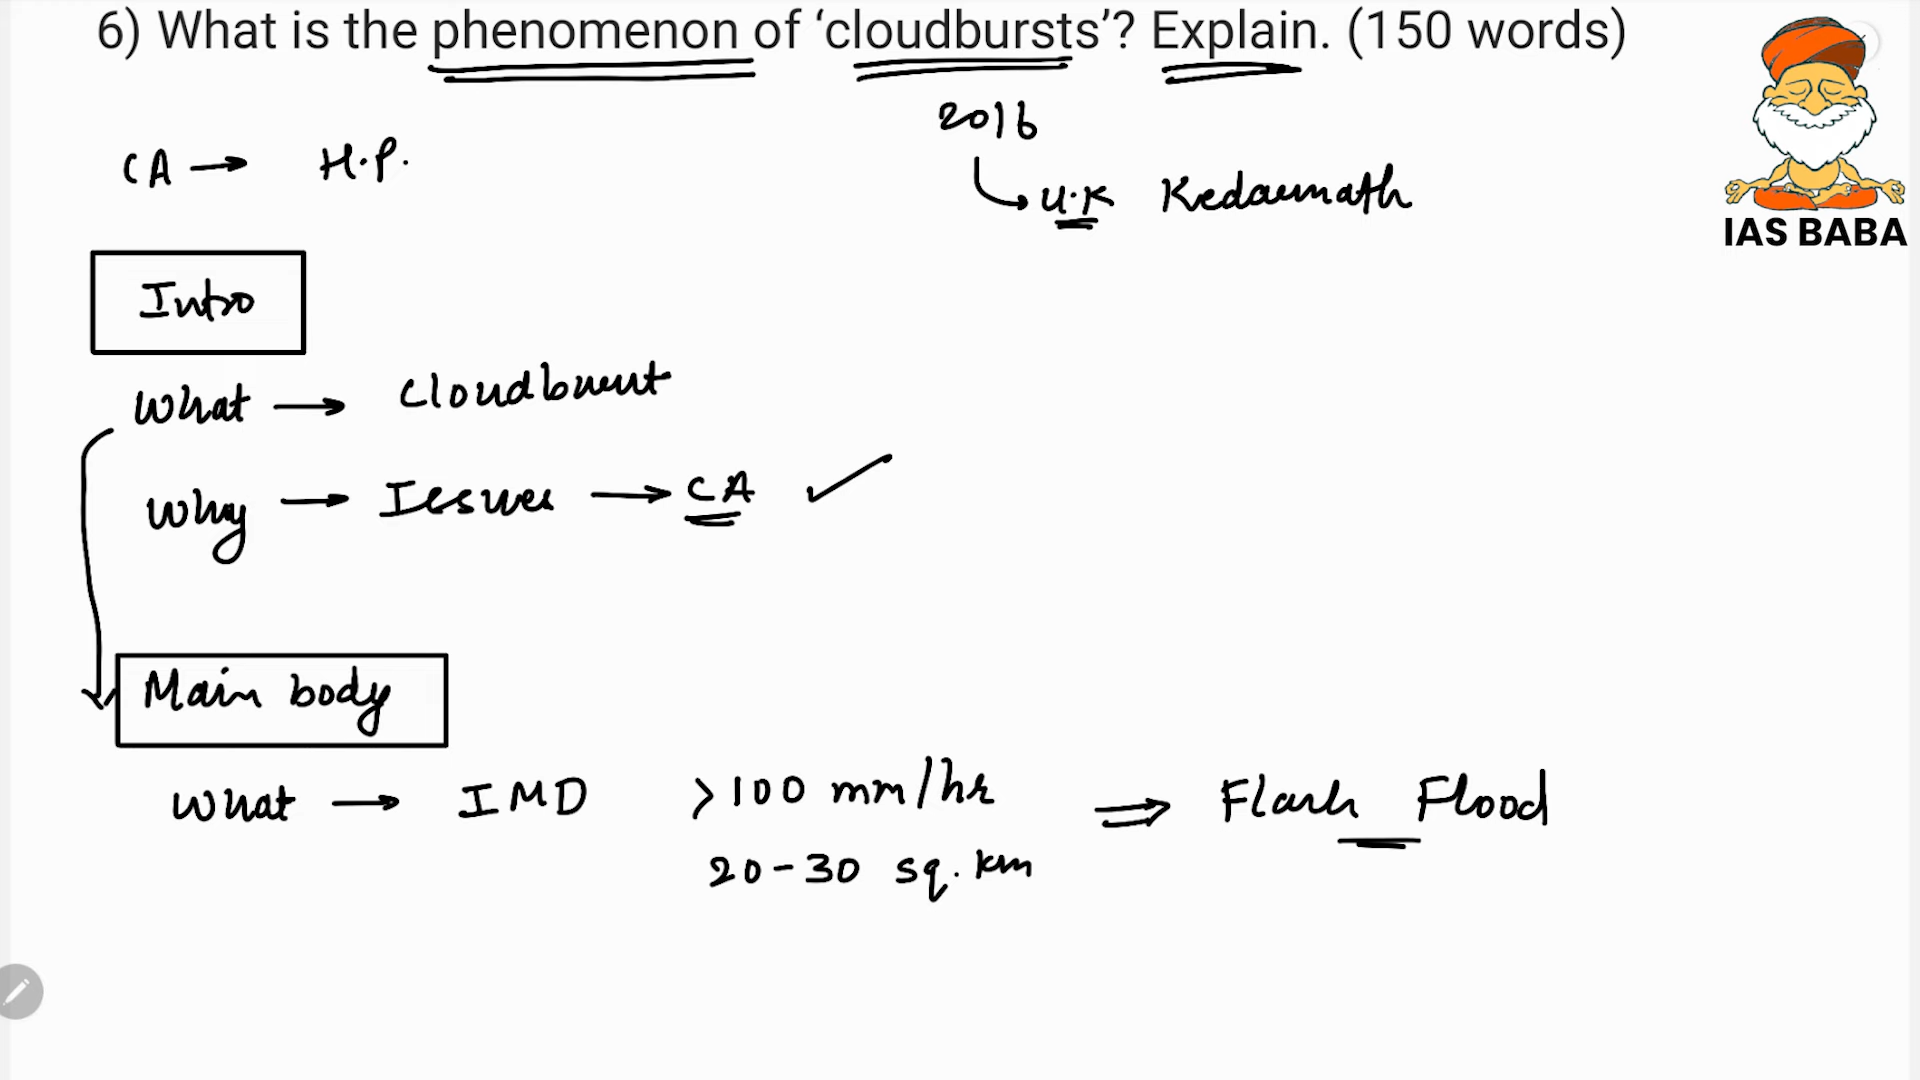 6) What is the phenomenon of ‘cloudbursts’? Explain. (150 words)
2016
CA → H.P.
U.K Kedarnath
IAS BABA
Intro
What → Cloudburst
Why → Issues → CA ✓
Main body
What → IMD >100 mm/hr ⇒ Flash Flood
20-30 sq.km